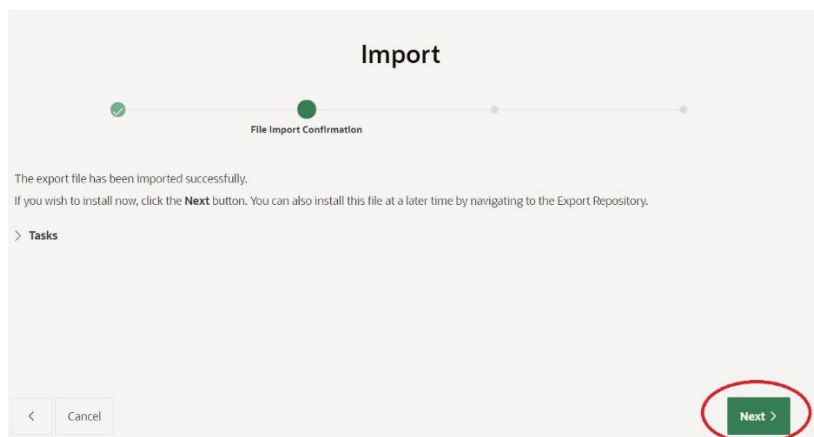 Import
File Import Confirmation
The export file has been imported successfully.
If you wish to install now, click the Next button. You can also install this file at a later time by navigating to the Export Repository.
Tasks
Cancel
Next